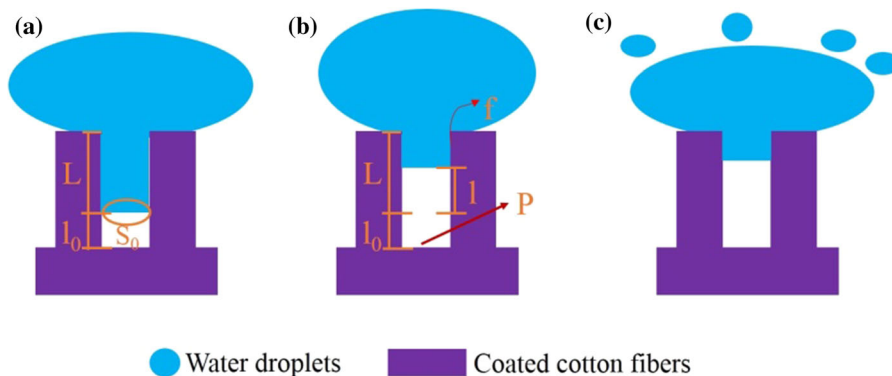 (a)
(b)
(c)
L
l₀
S₀
f
L
l
l₀
P
Water droplets
Coated cotton fibers